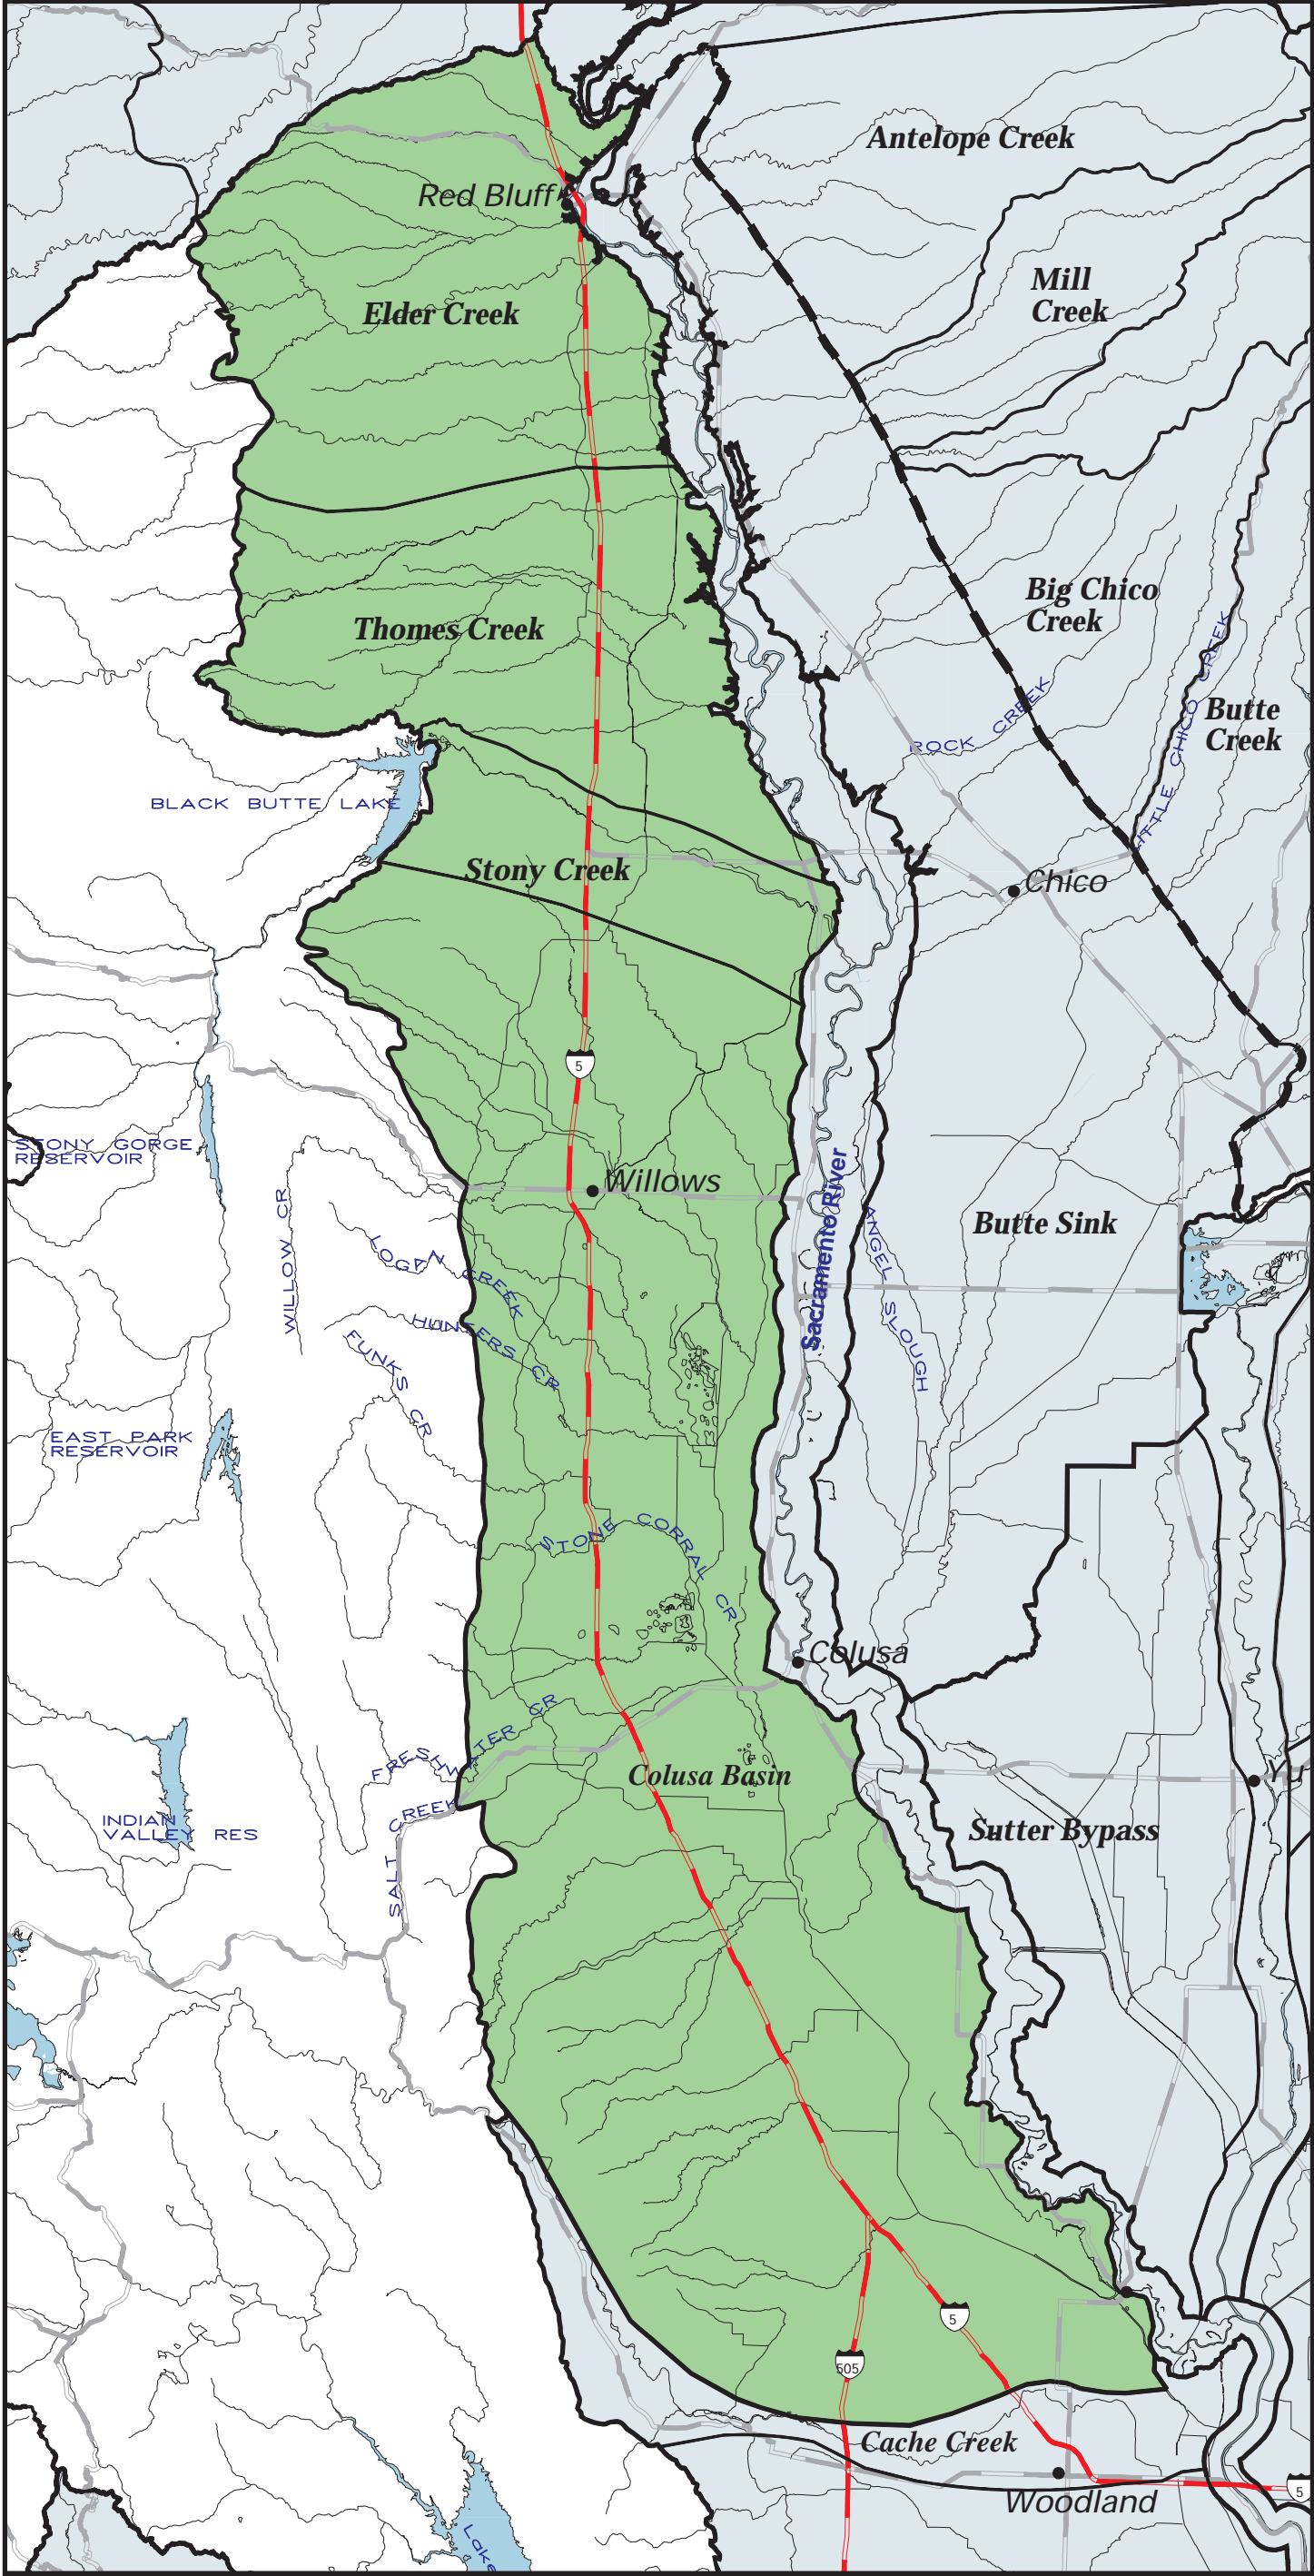 Antelope Creek
Red Bluff
Mill
Creek
Elder Creek
Big Chico
Creek
Thomes Creek
LITTLE CHICO CREEK
ROCK CREEK
Butte
Creek
BLACK BUTTE LAKE
Stony Creek
Chico
5
STONY GORGE
RESERVOIR
Willows
WILLOW CR
Sacramento River
ANGEL SLOUGH
Butte Sink
LOGAN CREEK
HUNTERS CR
FUNKS CR
EAST PARK
RESERVOIR
STONE CORRAL CR
Colusa
FRESHWATER CR
Colusa Basin
Yu
SALT CREEK
INDIAN
VALLEY RES
Sutter Bypass
5
505
Cache Creek
Woodland
5
Lake